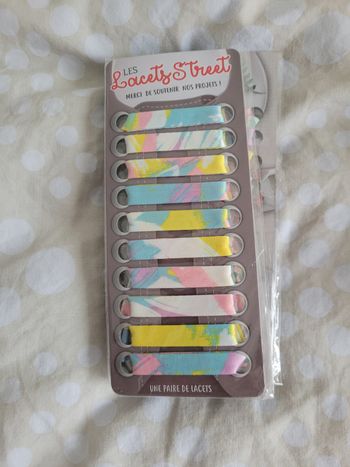 LES
Lacets Street
MERCI DE SOUTENIR NOS PROJETS !
UNE PAIRE DE LACETS